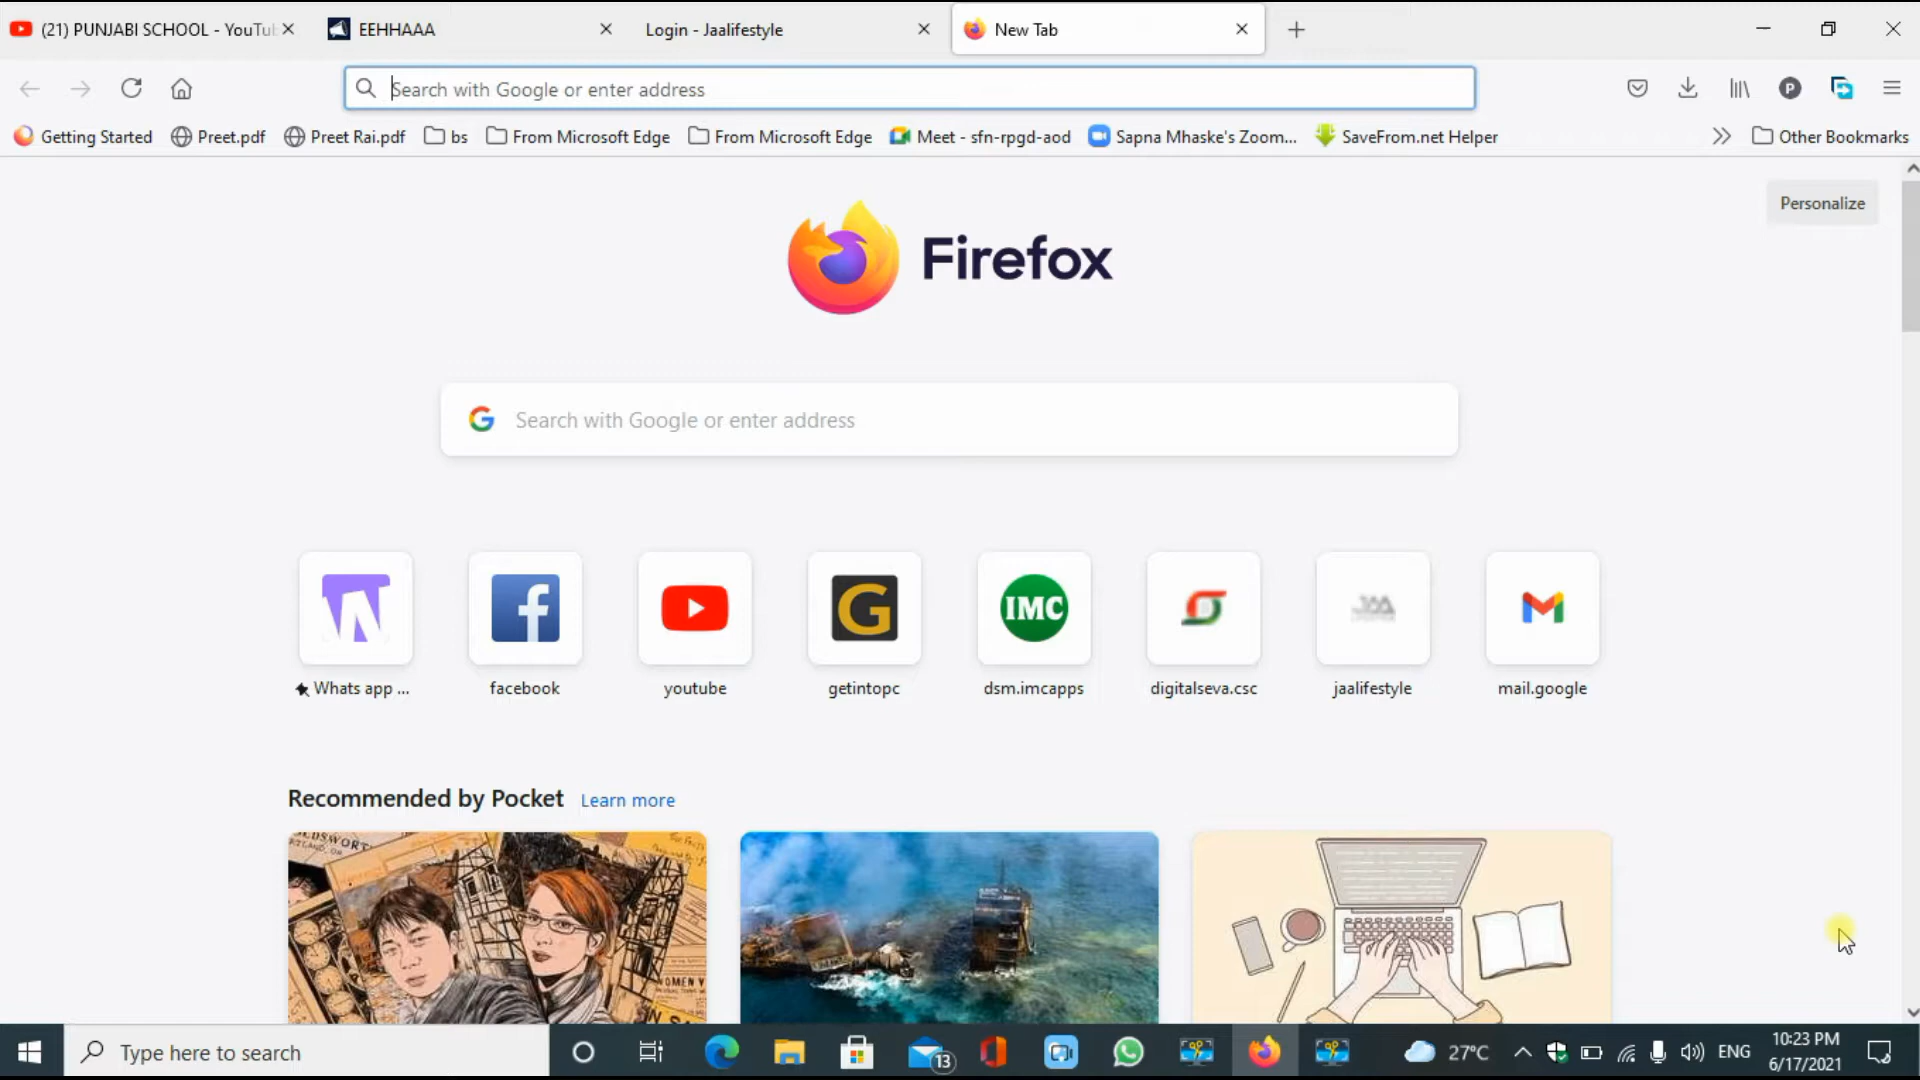 (21) PUNJABI SCHOOL - YouTu
EEHHAAA
Login - Jaalifestyle
New Tab
Search with Google or enter address
P
Getting Started
Preet.pdf
Preet Rai.pdf
bs
From Microsoft Edge
From Microsoft Edge
Meet - sfn-rpgd-aod
Sapna Mhaske's Zoom...
SaveFrom.net Helper
Other Bookmarks
Personalize
Firefox
Search with Google or enter address
G
IMC
JAA
Whats app ...
facebook
youtube
getintopc
dsm.imcapps
digitalseva.csc
jaalifestyle
mail.google
Recommended by Pocket Learn more
Type here to search
13
27°C
ENG
10:23 PM
6/17/2021